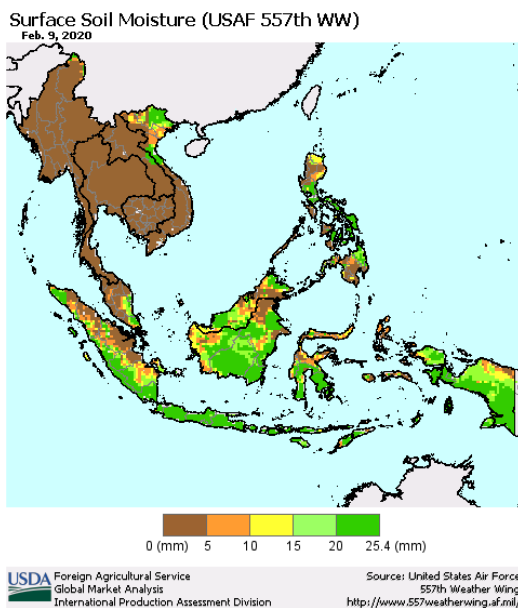 Surface Soil Moisture (USAF 557th WW)
Feb. 9, 2020
0 (mm) 5 10 15 20 25.4 (mm)
USDA Foreign Agricultural Service
Global Market Analysis
International Production Assessment Division
Source: United States Air Force
557th Weather Wing
http://www.557weatherwing.af.mil/